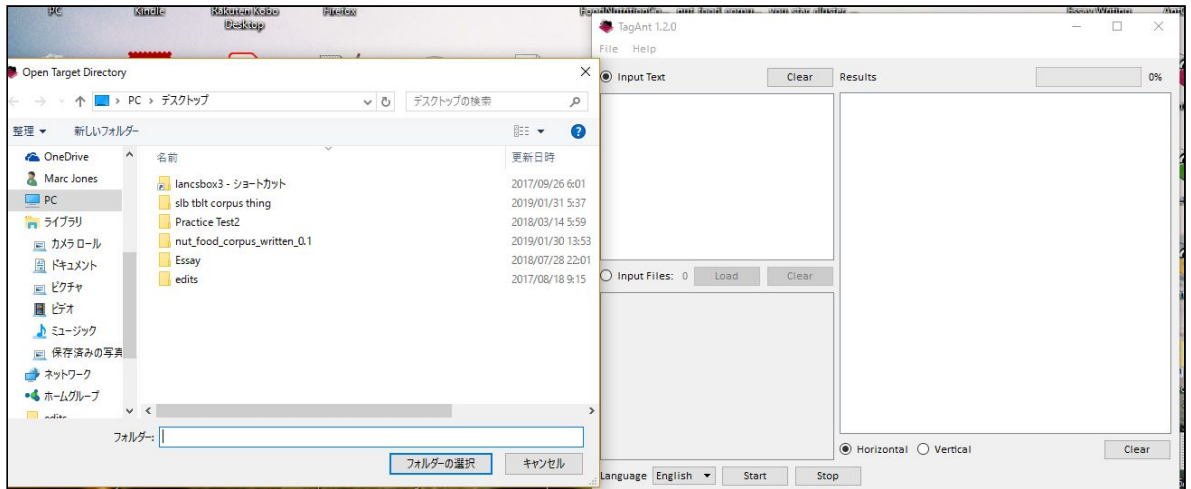 PC
Kindle
Rakuten Kobo
Desktop
Firefox
Essay Writing
TagAnt 1.2.0
File Help
Input Text
Clear
Results
0%
Input Files: 0
Load
Clear
Horizontal
Vertical
Clear
Language
English
Start
Stop
Open Target Directory
PC
デスクトップ
デスクトップの検索
整理
新しいフォルダー
OneDrive
Marc Jones
PC
ライブラリ
カメラ ロール
ドキュメント
ピクチャ
ビデオ
ミュージック
保存済みの写真
ネットワーク
ホームグループ
edits
名前
更新日時
lancsbox3 - ショートカット 2017/09/26 6:01
slb tblt corpus thing 2019/01/31 5:37
Practice Test2 2018/03/14 5:59
nut_food_corpus_written_0.1 2019/01/30 13:53
Essay 2018/07/28 22:01
edits 2017/08/18 9:15
フォルダー:
フォルダーの選択
キャンセル